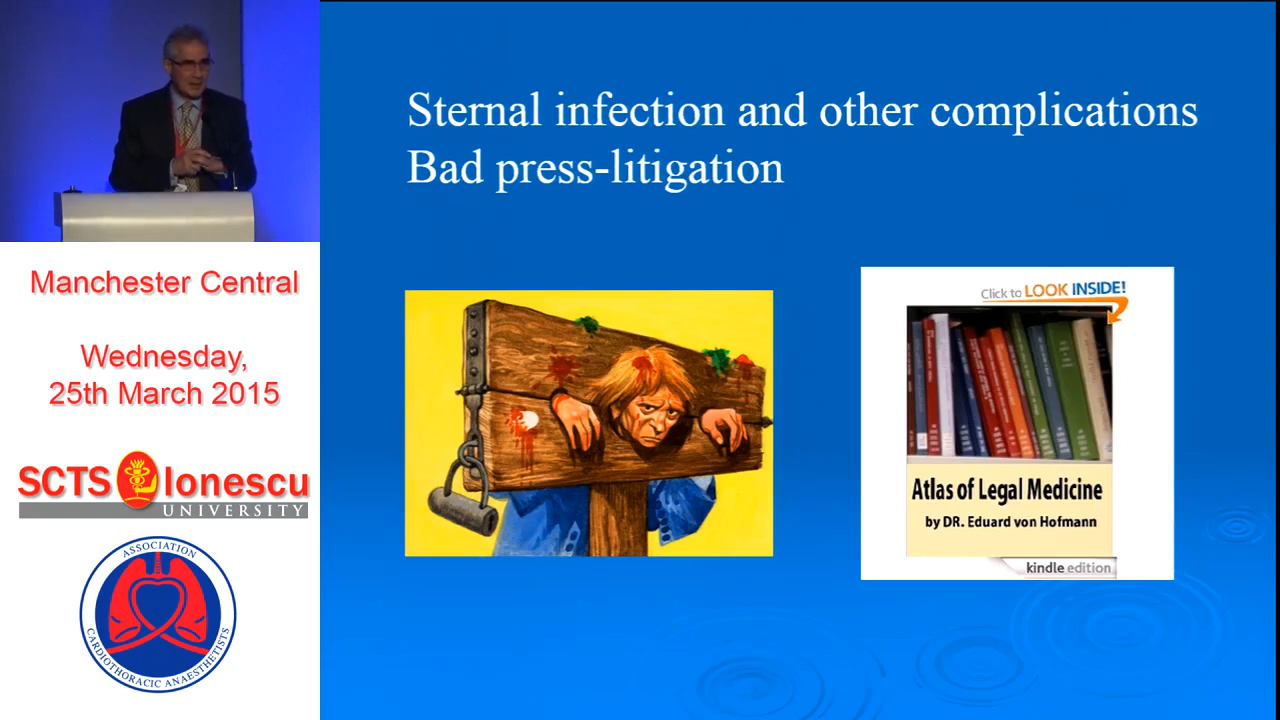 Sternal infection and other complications
Bad press-litigation
Click to LOOK INSIDE!
Atlas of Legal Medicine
by DR. Eduard von Hofmann
kindle edition
Manchester Central
Wednesday,
25th March 2015
SCTS Ionescu
UNIVERSITY
ASSOCIATION
CARDIOTHORACIC ANAESTHETISTS